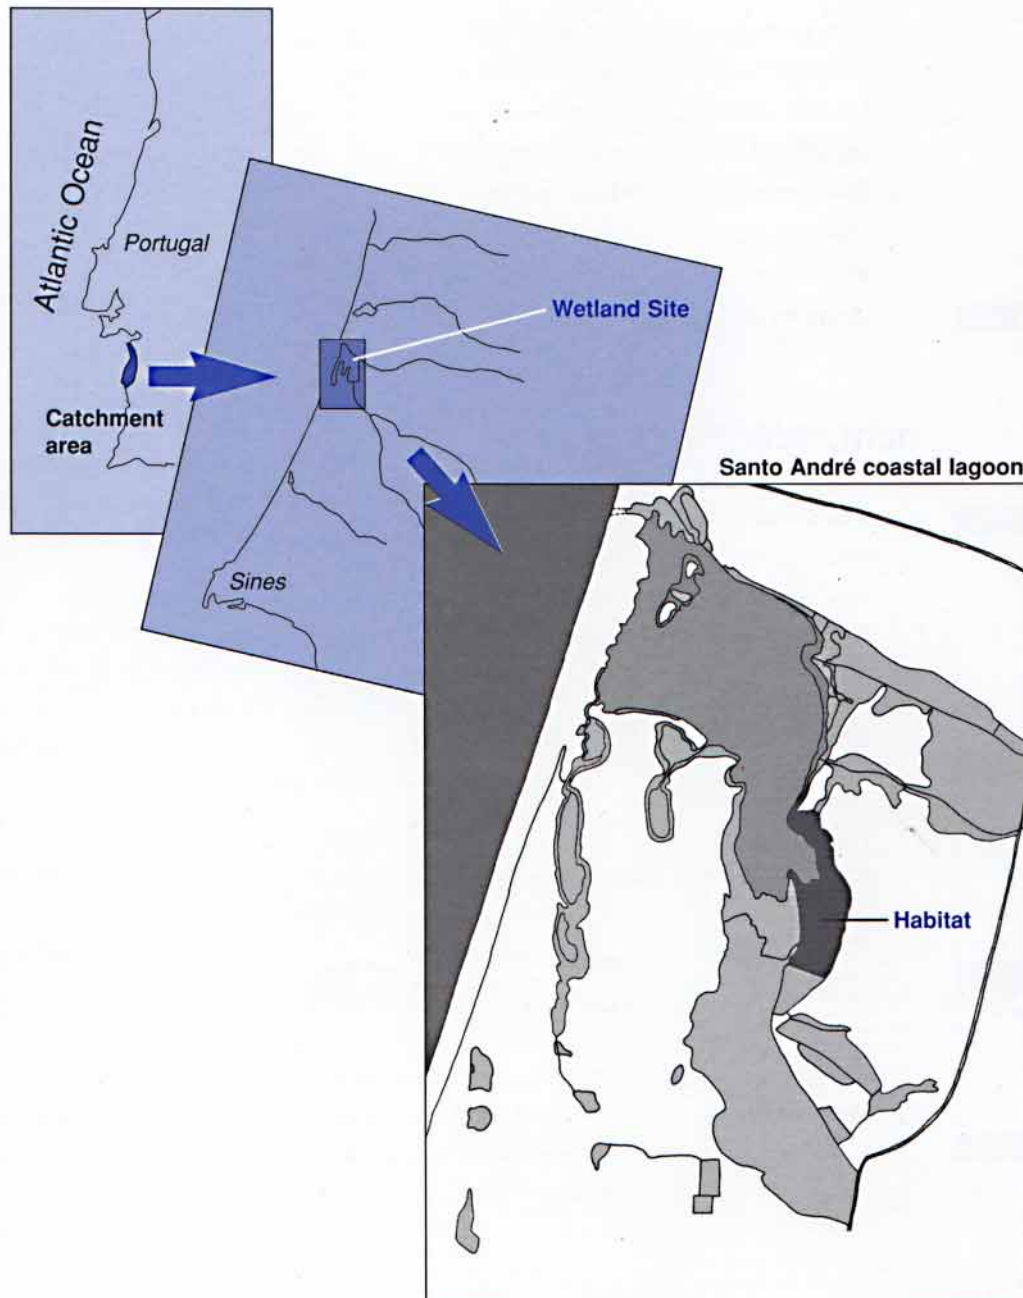 Atlantic Ocean
Portugal
Catchment
area
Wetland Site
Sines
Santo André coastal lagoon
Habitat